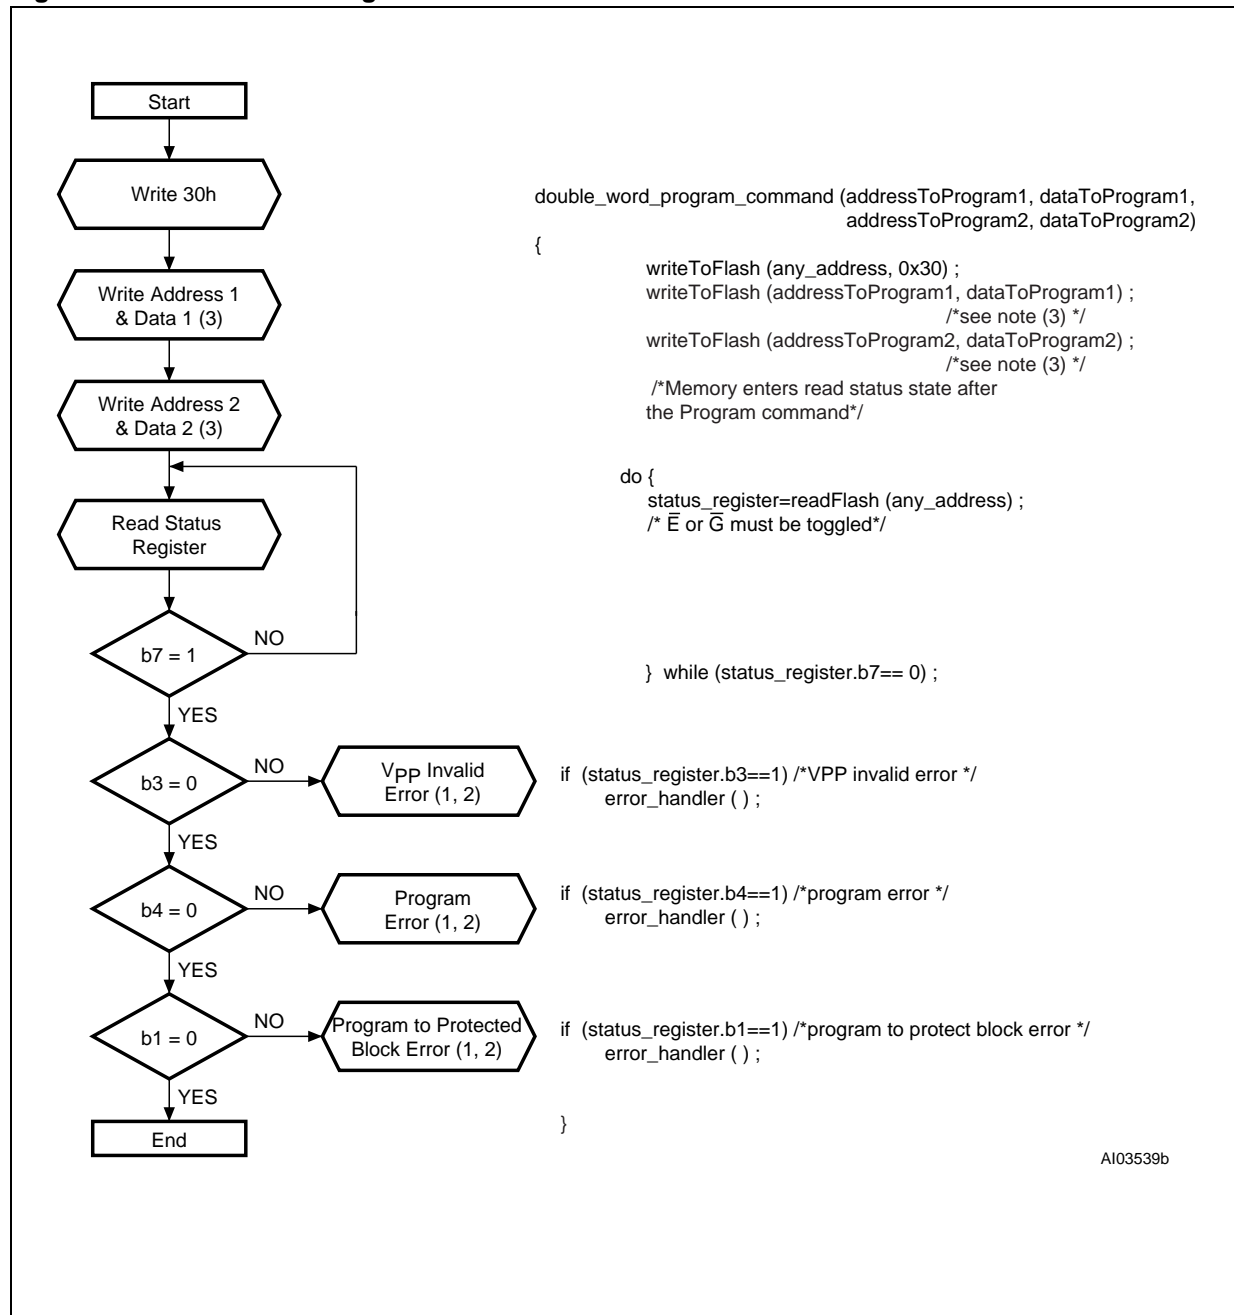 Start
Write 30h
Write Address 1
& Data 1 (3)
Write Address 2
& Data 2 (3)
Read Status
Register
b7 = 1
NO
YES
b3 = 0
NO
VPP Invalid
Error (1, 2)
YES
b4 = 0
NO
Program
Error (1, 2)
YES
b1 = 0
NO
Program to Protected
Block Error (1, 2)
YES
End
double_word_program_command (addressToProgram1, dataToProgram1,
addressToProgram2, dataToProgram2)
{
writeToFlash (any_address, 0x30) ;
writeToFlash (addressToProgram1, dataToProgram1) ;
/*see note (3) */
writeToFlash (addressToProgram2, dataToProgram2) ;
/*see note (3) */
/*Memory enters read status state after
the Program command*/
do {
status_register=readFlash (any_address) ;
/* E̅ or G̅ must be toggled*/
} while (status_register.b7== 0) ;
if (status_register.b3==1) /*VPP invalid error */
error_handler ( ) ;
if (status_register.b4==1) /*program error */
error_handler ( ) ;
if (status_register.b1==1) /*program to protect block error */
error_handler ( ) ;
}
AI03539b